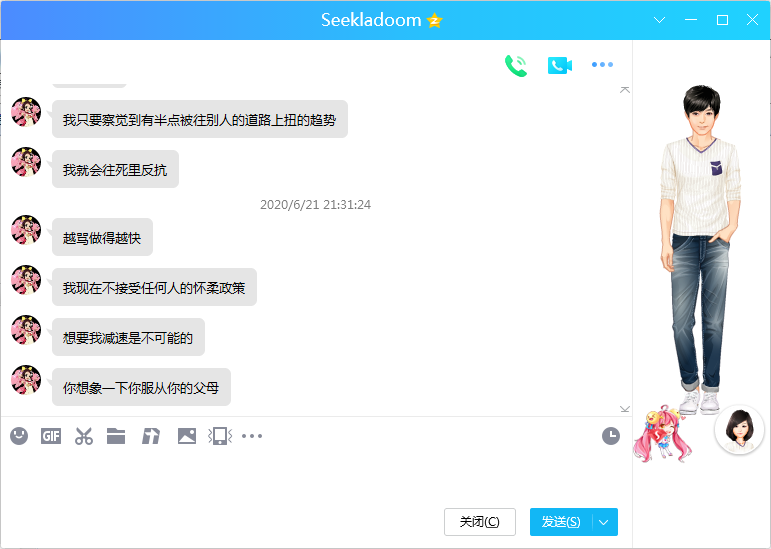 Seekladoom
我只要察觉到有半点被往别人的道路上扭的趋势
我就会往死里反抗
2020/6/21 21:31:24
越骂做得越快
我现在不接受任何人的怀柔政策
想要我减速是不可能的
你想象一下你服从你的父母
GIF
关闭(C)
发送(S)